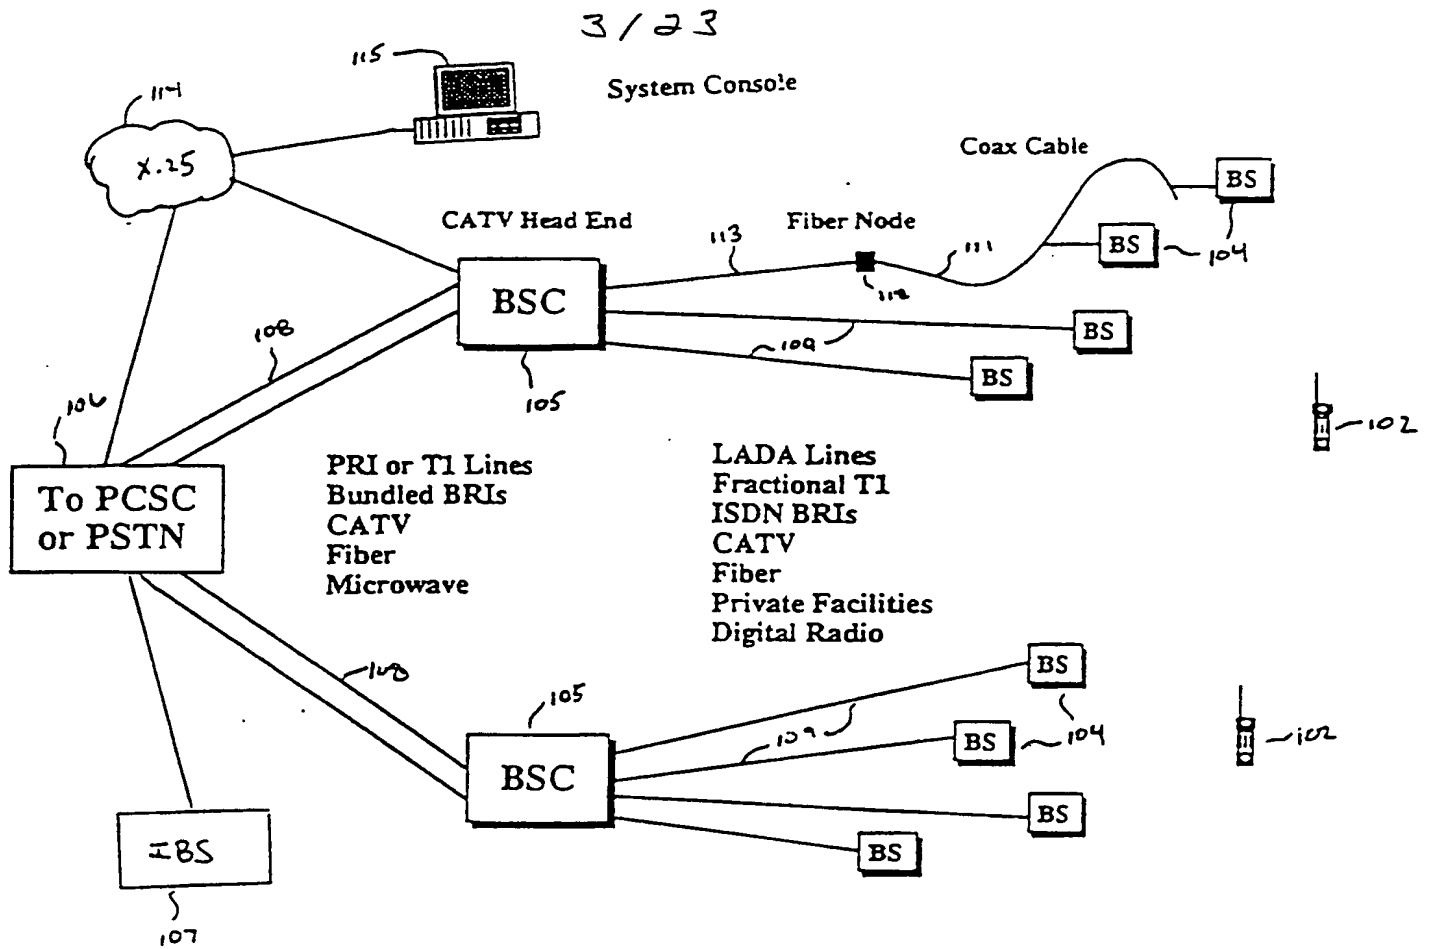 3/23
115
System Console
114
X.25
Coax Cable
BS
CATV Head End
113
Fiber Node
111
BS
104
BSC
112
108
109
BS
BS
105
106
102
To PCSC
or PSTN
PRI or T1 Lines
Bundled BRIs
CATV
Fiber
Microwave
LADA Lines
Fractional T1
ISDN BRIs
CATV
Fiber
Private Facilities
Digital Radio
108
105
BS
109
104
BS
102
BSC
BS
BS
IBS
107